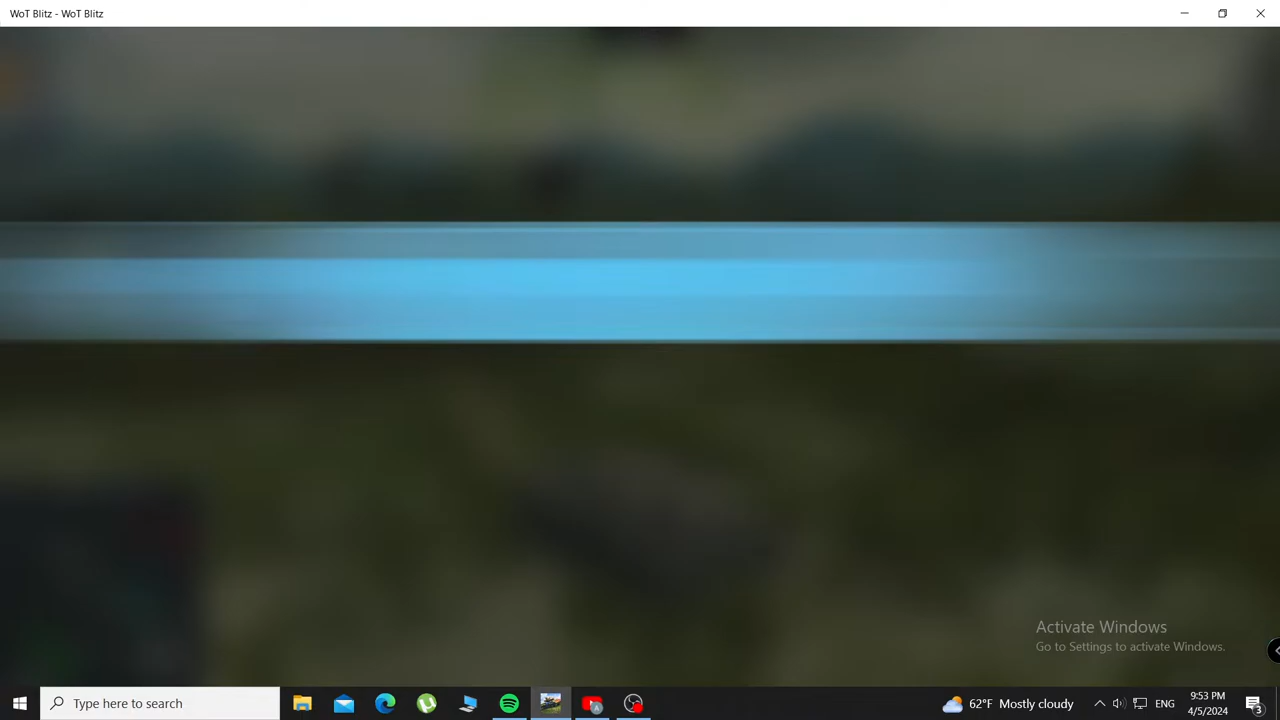 WoT Blitz - WoT Blitz
Activate Windows
Go to Settings to activate Windows.
Type here to search
62°F Mostly cloudy
ENG
9:53 PM
4/5/2024
3